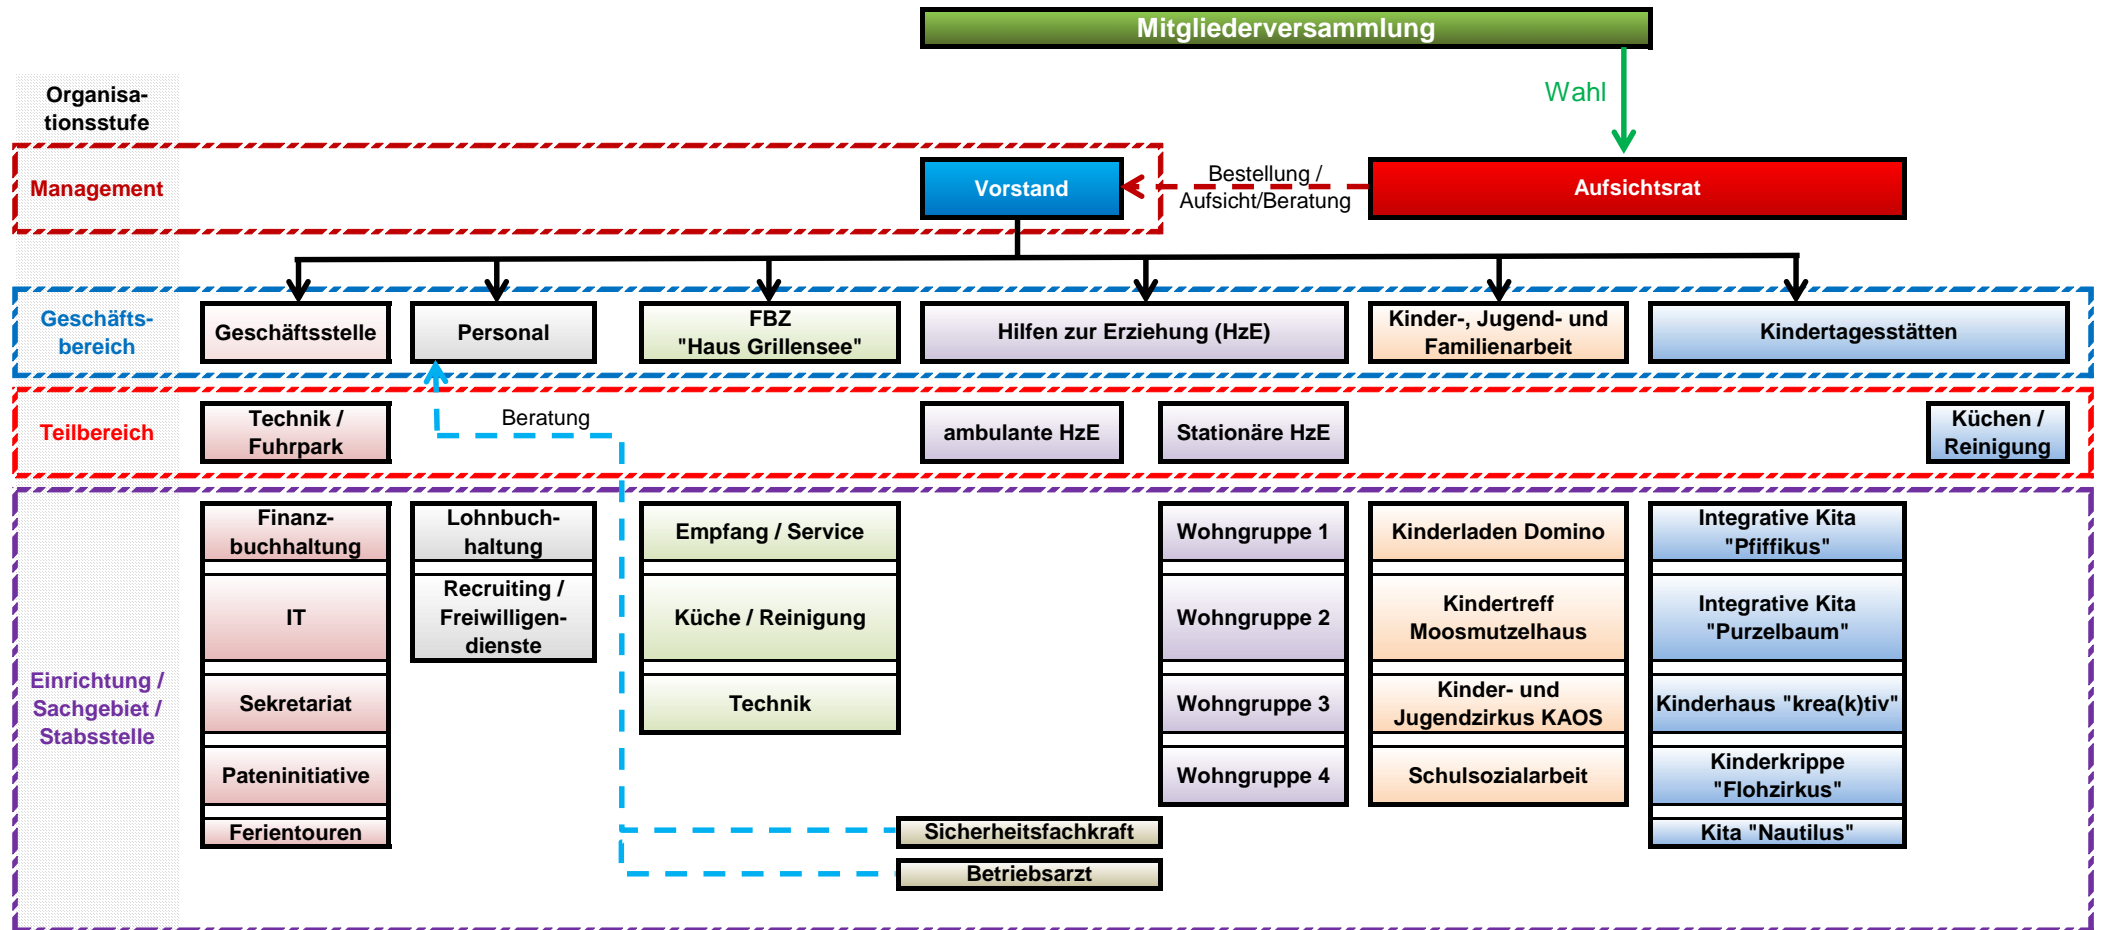 Mitgliederversammlung
Wahl
Organisa-
tionsstufe
Management
Vorstand
Bestellung /
Aufsicht/Beratung
Aufsichtsrat
Geschäfts-
bereich
Geschäftsstelle
Personal
FBZ
"Haus Grillensee"
Hilfen zur Erziehung (HzE)
Kinder-, Jugend- und
Familienarbeit
Kindertagesstätten
Teilbereich
Technik /
Fuhrpark
Beratung
ambulante HzE
Stationäre HzE
Küchen /
Reinigung
Einrichtung /
Sachgebiet /
Stabsstelle
Finanz-
buchhaltung
IT
Sekretariat
Pateninitiative
Ferientouren
Lohnbuch-
haltung
Recruiting /
Freiwilligen-
dienste
Empfang / Service
Küche / Reinigung
Technik
Sicherheitsfachkraft
Betriebsarzt
Wohngruppe 1
Wohngruppe 2
Wohngruppe 3
Wohngruppe 4
Kinderladen Domino
Kindertreff
Moosmutzelhaus
Kinder- und
Jugendzirkus KAOS
Schulsozialarbeit
Integrative Kita
"Pfiffikus"
Integrative Kita
"Purzelbaum"
Kinderhaus "krea(k)tiv"
Kinderkrippe
"Flohzirkus"
Kita "Nautilus"